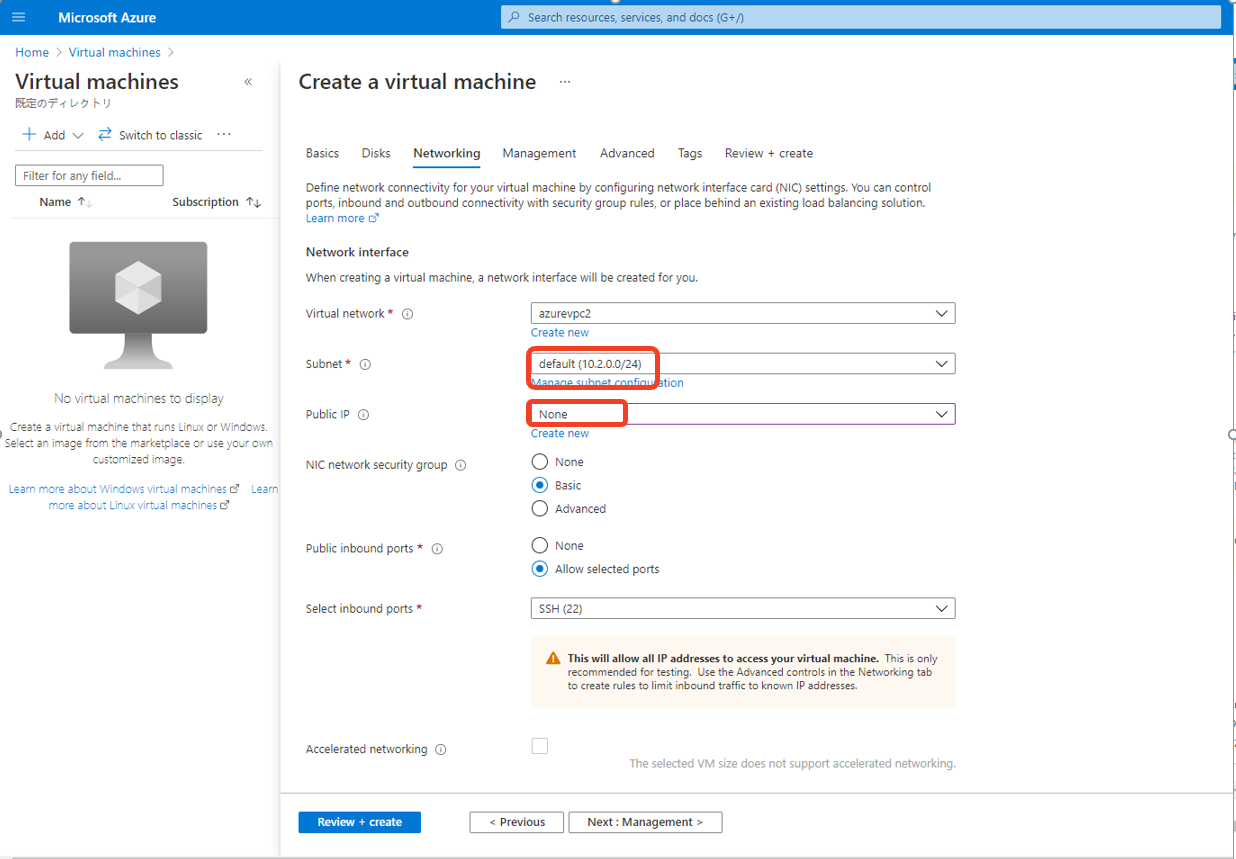 Microsoft Azure
Search resources, services, and docs (G+/)
Home > Virtual machines >
Virtual machines
«
既定のディレクトリ
Add
Switch to classic
...
Filter for any field...
Name
Subscription
No virtual machines to display
Create a virtual machine that runs Linux or Windows.
Select an image from the marketplace or use your own
customized image.
Learn more about Windows virtual machines
Learn
more about Linux virtual machines
Create a virtual machine
...
Basics
Disks
Networking
Management
Advanced
Tags
Review + create
Define network connectivity for your virtual machine by configuring network interface card (NIC) settings. You can control
ports, inbound and outbound connectivity with security group rules, or place behind an existing load balancing solution.
Learn more
Network interface
When creating a virtual machine, a network interface will be created for you.
Virtual network *
azurevpc2
Create new
Subnet *
default (10.2.0.0/24)
Manage subnet configuration
Public IP
None
Create new
NIC network security group
None
Basic
Advanced
Public inbound ports *
None
Allow selected ports
Select inbound ports *
SSH (22)
This will allow all IP addresses to access your virtual machine. This is only
recommended for testing. Use the Advanced controls in the Networking tab
to create rules to limit inbound traffic to known IP addresses.
Accelerated networking
The selected VM size does not support accelerated networking.
Review + create
< Previous
Next : Management >